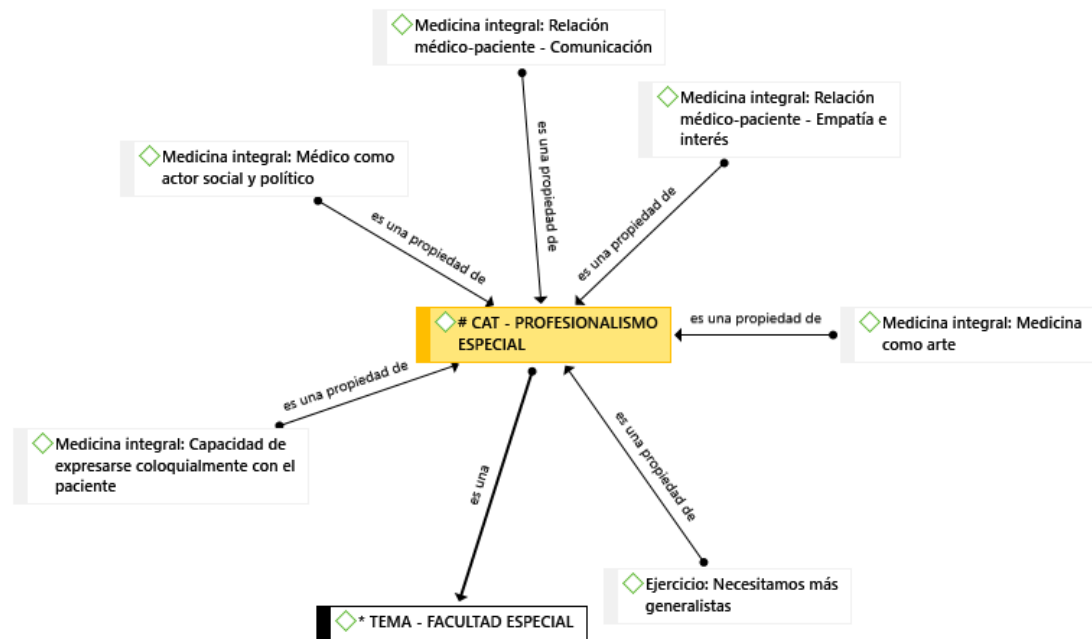 Medicina integral: Relación
médico-paciente - Comunicación
Medicina integral: Relación
médico-paciente - Empatía e
interés
Medicina integral: Médico como
actor social y político
es una propiedad de
es una propiedad de
es una propiedad de
# CAT - PROFESIONALISMO
ESPECIAL
es una propiedad de
Medicina integral: Medicina
como arte
es una propiedad de
Medicina integral: Capacidad de
expresarse coloquialmente con el
paciente
es una
es una propiedad de
Ejercicio: Necesitamos más
generalistas
* TEMA - FACULTAD ESPECIAL